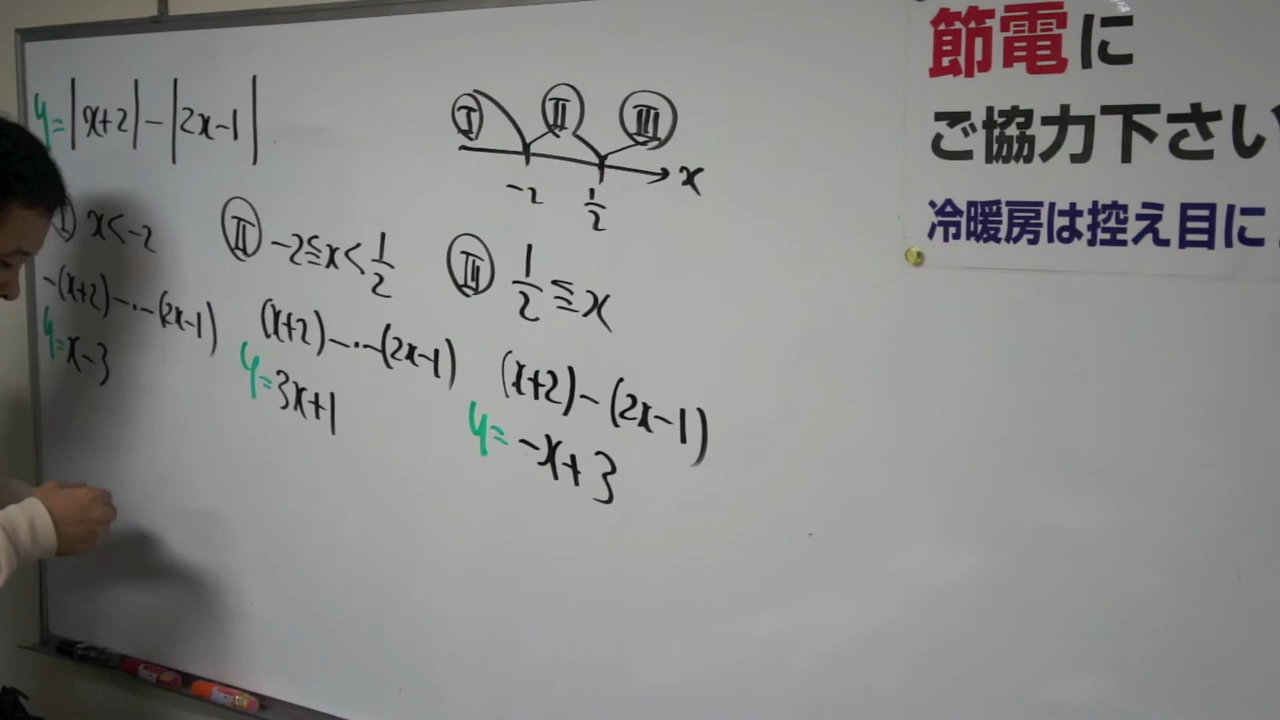 y=|x+2|-|2x-1|
Ⅰ Ⅱ Ⅲ
-2 1/2 x
Ⅰ x<-2
-(x+2)-・-(2x-1)
y=x-3
Ⅱ -2≦x<1/2
(x+2)-・-(2x-1)
y=3x+1
Ⅲ 1/2≦x
(x+2)-(2x-1)
y=-x+3
節電に
ご協力下さい
冷暖房は控え目に